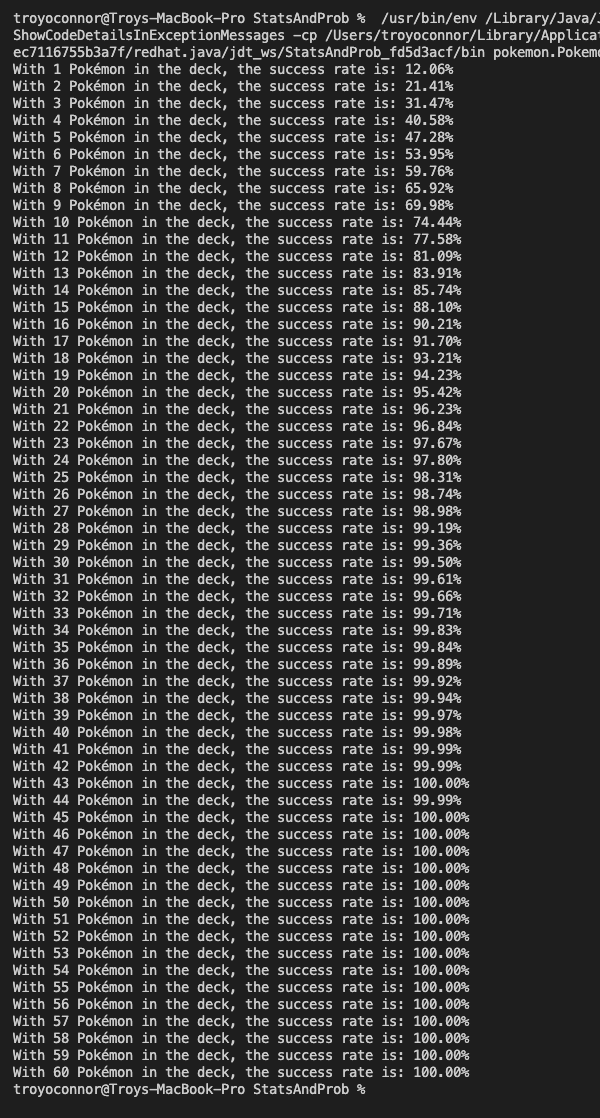 troyoconnor@Troys-MacBook-Pro StatsAndProb %  /usr/bin/env /Library/Java/J
ShowCodeDetailsInExceptionMessages -cp /Users/troyoconnor/Library/Applicat
ec7116755b3a7f/redhat.java/jdt_ws/StatsAndProb_fd5d3acf/bin pokemon.Pokemo
With 1 Pokémon in the deck, the success rate is: 12.06%
With 2 Pokémon in the deck, the success rate is: 21.41%
With 3 Pokémon in the deck, the success rate is: 31.47%
With 4 Pokémon in the deck, the success rate is: 40.58%
With 5 Pokémon in the deck, the success rate is: 47.28%
With 6 Pokémon in the deck, the success rate is: 53.95%
With 7 Pokémon in the deck, the success rate is: 59.76%
With 8 Pokémon in the deck, the success rate is: 65.92%
With 9 Pokémon in the deck, the success rate is: 69.98%
With 10 Pokémon in the deck, the success rate is: 74.44%
With 11 Pokémon in the deck, the success rate is: 77.58%
With 12 Pokémon in the deck, the success rate is: 81.09%
With 13 Pokémon in the deck, the success rate is: 83.91%
With 14 Pokémon in the deck, the success rate is: 85.74%
With 15 Pokémon in the deck, the success rate is: 88.10%
With 16 Pokémon in the deck, the success rate is: 90.21%
With 17 Pokémon in the deck, the success rate is: 91.70%
With 18 Pokémon in the deck, the success rate is: 93.21%
With 19 Pokémon in the deck, the success rate is: 94.23%
With 20 Pokémon in the deck, the success rate is: 95.42%
With 21 Pokémon in the deck, the success rate is: 96.23%
With 22 Pokémon in the deck, the success rate is: 96.84%
With 23 Pokémon in the deck, the success rate is: 97.67%
With 24 Pokémon in the deck, the success rate is: 97.80%
With 25 Pokémon in the deck, the success rate is: 98.31%
With 26 Pokémon in the deck, the success rate is: 98.74%
With 27 Pokémon in the deck, the success rate is: 98.98%
With 28 Pokémon in the deck, the success rate is: 99.19%
With 29 Pokémon in the deck, the success rate is: 99.36%
With 30 Pokémon in the deck, the success rate is: 99.50%
With 31 Pokémon in the deck, the success rate is: 99.61%
With 32 Pokémon in the deck, the success rate is: 99.66%
With 33 Pokémon in the deck, the success rate is: 99.71%
With 34 Pokémon in the deck, the success rate is: 99.83%
With 35 Pokémon in the deck, the success rate is: 99.84%
With 36 Pokémon in the deck, the success rate is: 99.89%
With 37 Pokémon in the deck, the success rate is: 99.92%
With 38 Pokémon in the deck, the success rate is: 99.94%
With 39 Pokémon in the deck, the success rate is: 99.97%
With 40 Pokémon in the deck, the success rate is: 99.98%
With 41 Pokémon in the deck, the success rate is: 99.99%
With 42 Pokémon in the deck, the success rate is: 99.99%
With 43 Pokémon in the deck, the success rate is: 100.00%
With 44 Pokémon in the deck, the success rate is: 99.99%
With 45 Pokémon in the deck, the success rate is: 100.00%
With 46 Pokémon in the deck, the success rate is: 100.00%
With 47 Pokémon in the deck, the success rate is: 100.00%
With 48 Pokémon in the deck, the success rate is: 100.00%
With 49 Pokémon in the deck, the success rate is: 100.00%
With 50 Pokémon in the deck, the success rate is: 100.00%
With 51 Pokémon in the deck, the success rate is: 100.00%
With 52 Pokémon in the deck, the success rate is: 100.00%
With 53 Pokémon in the deck, the success rate is: 100.00%
With 54 Pokémon in the deck, the success rate is: 100.00%
With 55 Pokémon in the deck, the success rate is: 100.00%
With 56 Pokémon in the deck, the success rate is: 100.00%
With 57 Pokémon in the deck, the success rate is: 100.00%
With 58 Pokémon in the deck, the success rate is: 100.00%
With 59 Pokémon in the deck, the success rate is: 100.00%
With 60 Pokémon in the deck, the success rate is: 100.00%
troyoconnor@Troys-MacBook-Pro StatsAndProb %